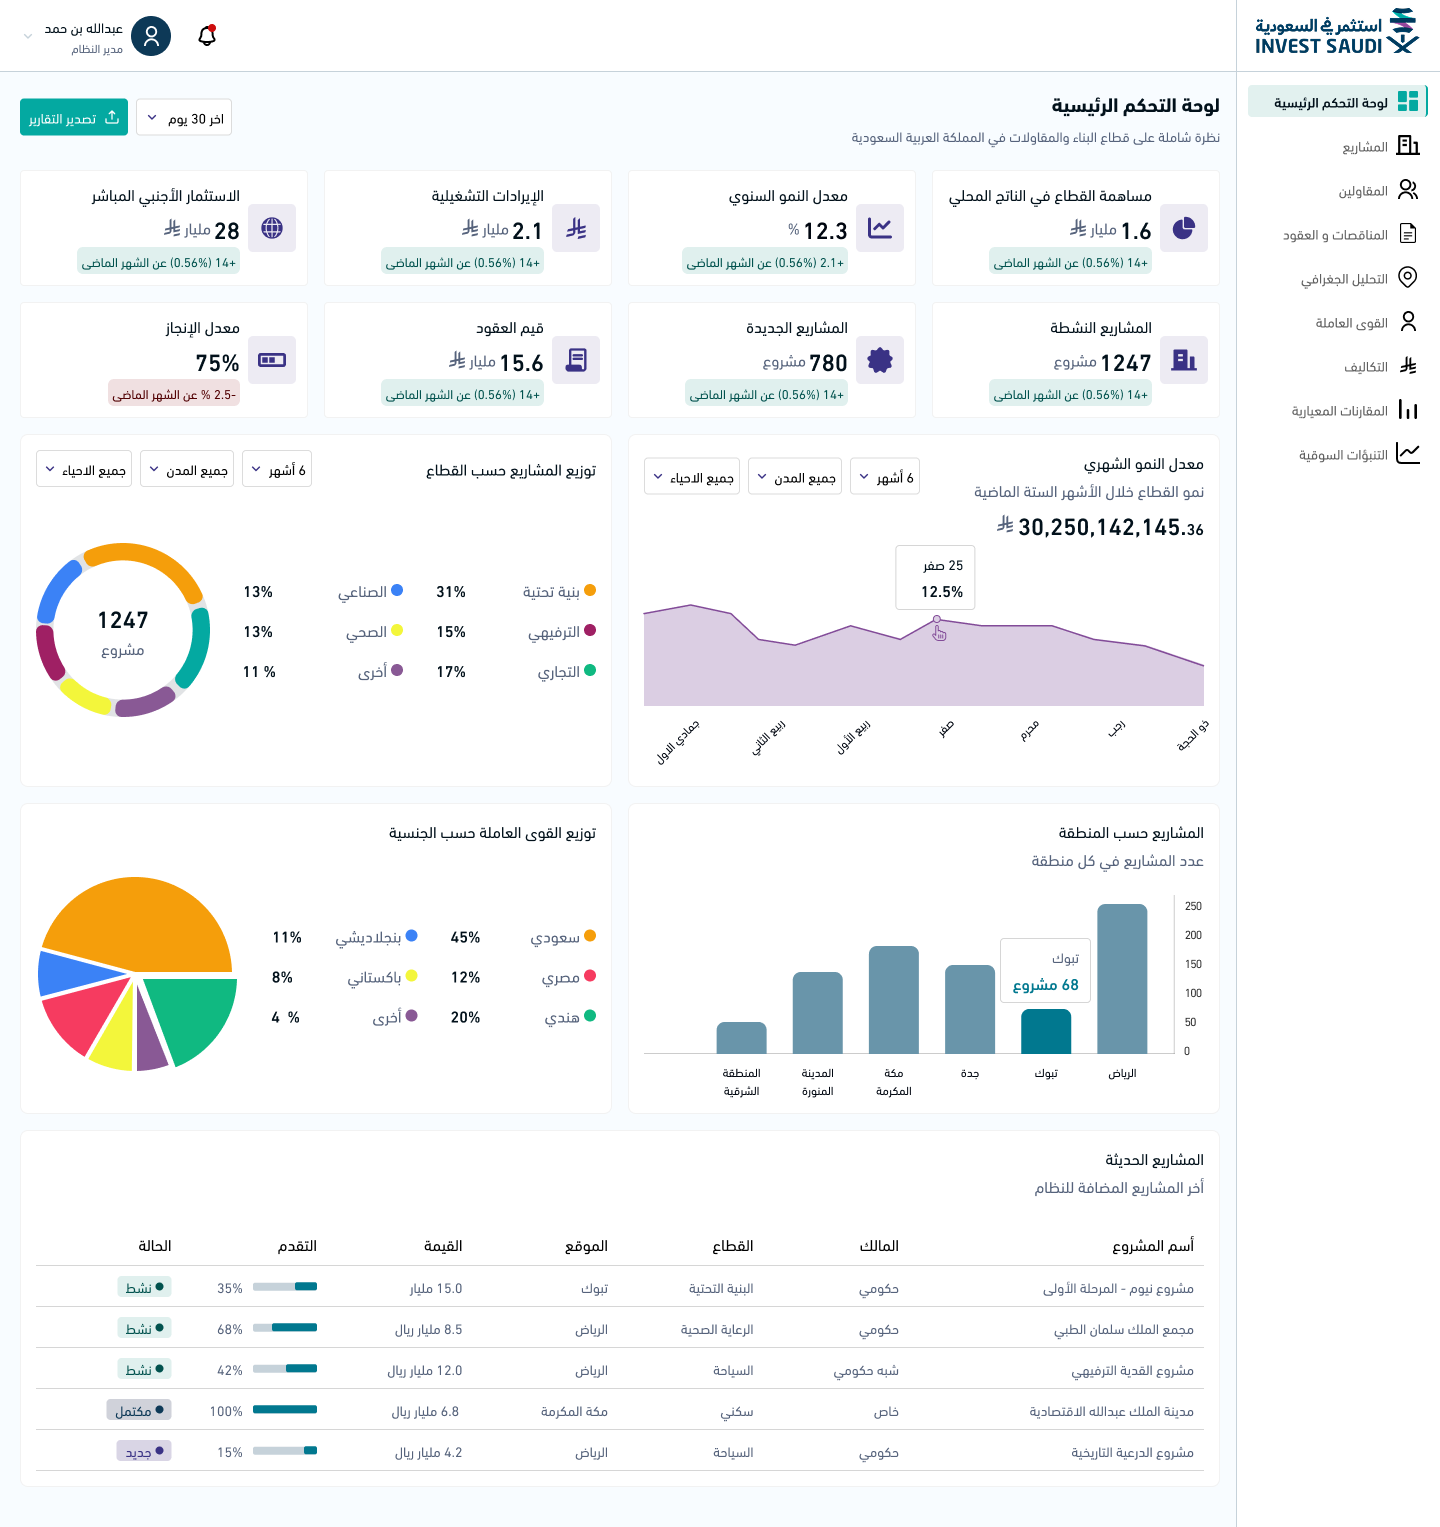 استثمر في السعودية
INVEST SAUDI
عبدالله بن حمد
مدير النظام
لوحة التحكم الرئيسية
المشاريع
المقاولين
المناقصات و العقود
التحليل الجغرافي
القوى العاملة
التكاليف
المقارنات المعيارية
التنبؤات السوقية
لوحة التحكم الرئيسية
نظرة شاملة على قطاع البناء والمقاولات في المملكة العربية السعودية
اخر 30 يوم
تصدير التقارير
مساهمة القطاع في الناتج المحلي
1.6 مليار
+14 (0.56%) عن الشهر الماضى
معدل النمو السنوي
12.3 %
+2.1 (0.56%) عن الشهر الماضى
الإيرادات التشغيلية
2.1 مليار
+14 (0.56%) عن الشهر الماضى
الاستثمار الأجنبي المباشر
28 مليار
+14 (0.56%) عن الشهر الماضى
المشاريع النشطة
1247 مشروع
+14 (0.56%) عن الشهر الماضى
المشاريع الجديدة
780 مشروع
+14 (0.56%) عن الشهر الماضى
قيم العقود
15.6 مليار
+14 (0.56%) عن الشهر الماضى
معدل الإنجاز
75%
-2.5 % عن الشهر الماضى
معدل النمو الشهري
نمو القطاع خلال الأشهر الستة الماضية
30,250,142,145.36
6 أشهر
جميع المدن
جميع الاحياء
25 صفر
12.5%
ذو الحجة
رجب
محرم
صفر
ربيع الأول
ربيع الثاني
جمادي الاول
توزيع المشاريع حسب القطاع
6 أشهر
جميع المدن
جميع الاحياء
بنية تحتية 31%
الصناعي 13%
الترفيهي 15%
الصحي 13%
التجاري 17%
أخرى 11 %
1247
مشروع
المشاريع حسب المنطقة
عدد المشاريع في كل منطقة
250
200
150
100
50
0
تبوك
68 مشروع
الرياض
تبوك
جدة
مكة المكرمة
المدينة المنورة
المنطقة الشرقية
توزيع القوى العاملة حسب الجنسية
سعودي 45%
بنجلاديشي 11%
مصري 12%
باكستاني 8%
هندي 20%
أخرى 4 %
المشاريع الحديثة
أخر المشاريع المضافة للنظام
أسم المشروع المالك القطاع الموقع القيمة التقدم الحالة
مشروع نيوم - المرحلة الأولى حكومي البنية التحتية تبوك 15.0 مليار 35% نشط
مجمع الملك سلمان الطبي حكومي الرعاية الصحية الرياض 8.5 مليار ريال 68% نشط
مشروع القدية الترفيهي شبه حكومي السياحة الرياض 12.0 مليار ريال 42% نشط
مدينة الملك عبدالله الاقتصادية خاص سكني مكة المكرمة 6.8 مليار ريال 100% مكتمل
مشروع الدرعية التاريخية حكومي السياحة الرياض 4.2 مليار ريال 15% جديد